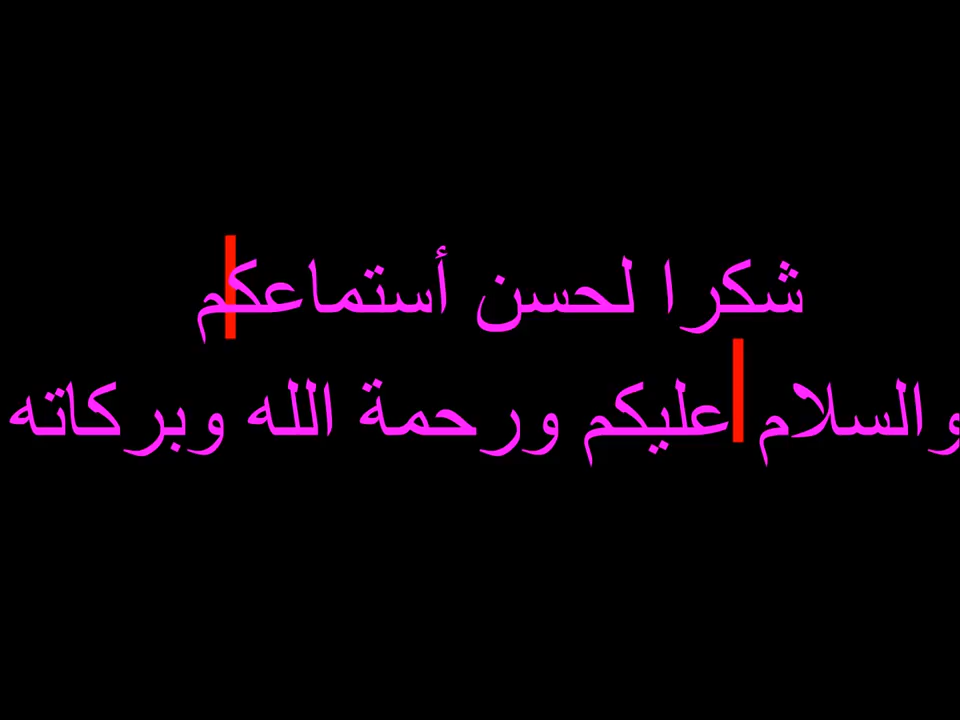 شكرا لحسن أستماعكم
والسلام عليكم ورحمة الله وبركاته